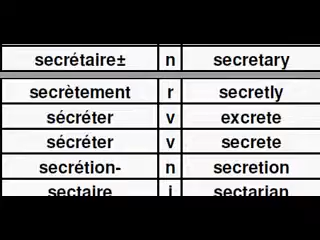 secrétaire± n secretary
secrètement r secretly
sécréter v excrete
sécréter v secrete
secrétion- n secretion
sectaire j sectarian